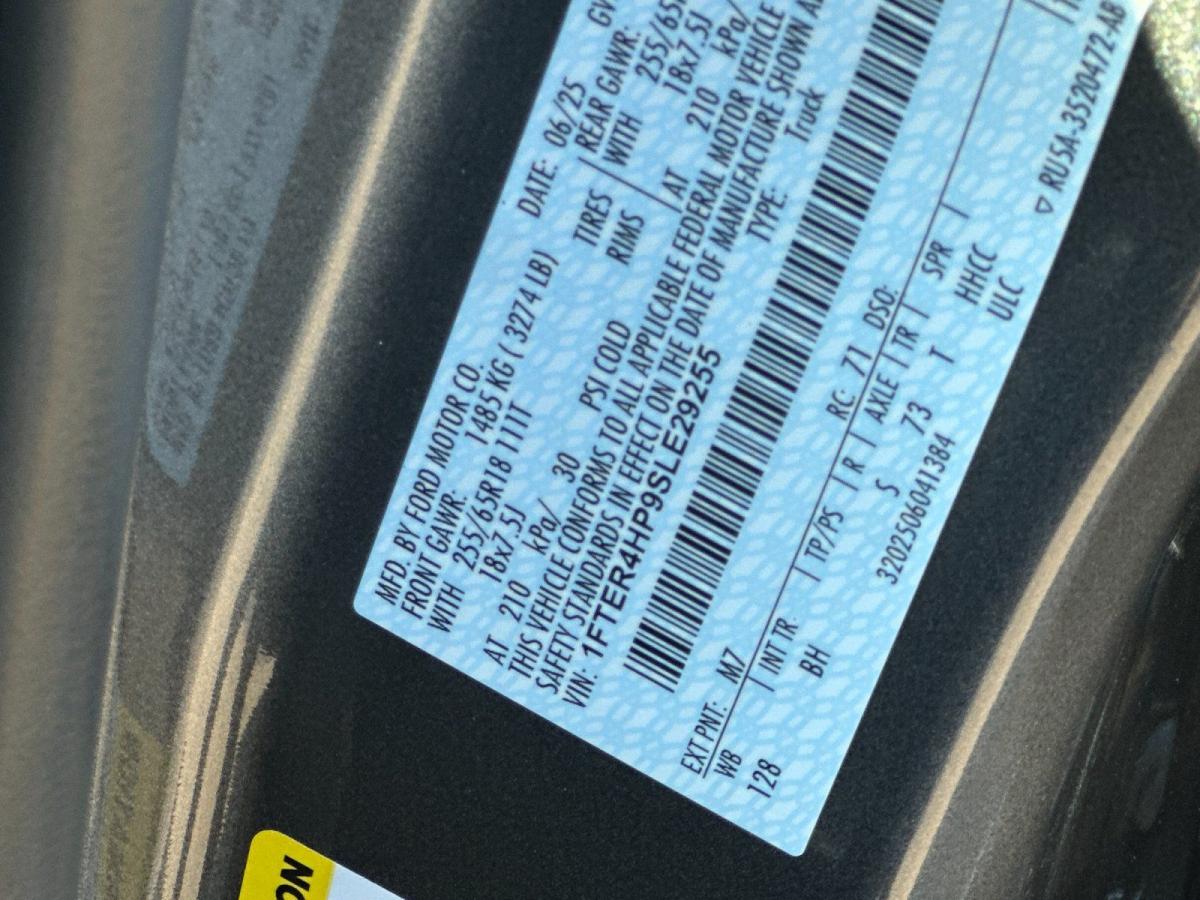 MFD. BY FORD MOTOR CO.
DATE: 06/25
GV
FRONT GAWR: 1485 KG ( 3274 LB)
REAR GAWR:
WITH 255/65R18 111T
TIRES
WITH 255/65R
18x7.5J
RIMS
18x7.5J
AT 210 kPa/ 30 PSI COLD
AT 210 kPa/
THIS VEHICLE CONFORMS TO ALL APPLICABLE FEDERAL MOTOR VEHICLE
SAFETY STANDARDS IN EFFECT ON THE DATE OF MANUFACTURE SHOWN
VIN: 1FTER4HP9SLE29255
TYPE: Truck
EXT PNT: M7
RC: 71 DSO:
WB | INT TR | TP/PS | R | AXLE | TR | SPR |
128 BH S 73 T HHCC
ULC
3202506041384
▽ RU5A-3520472-AB
ON